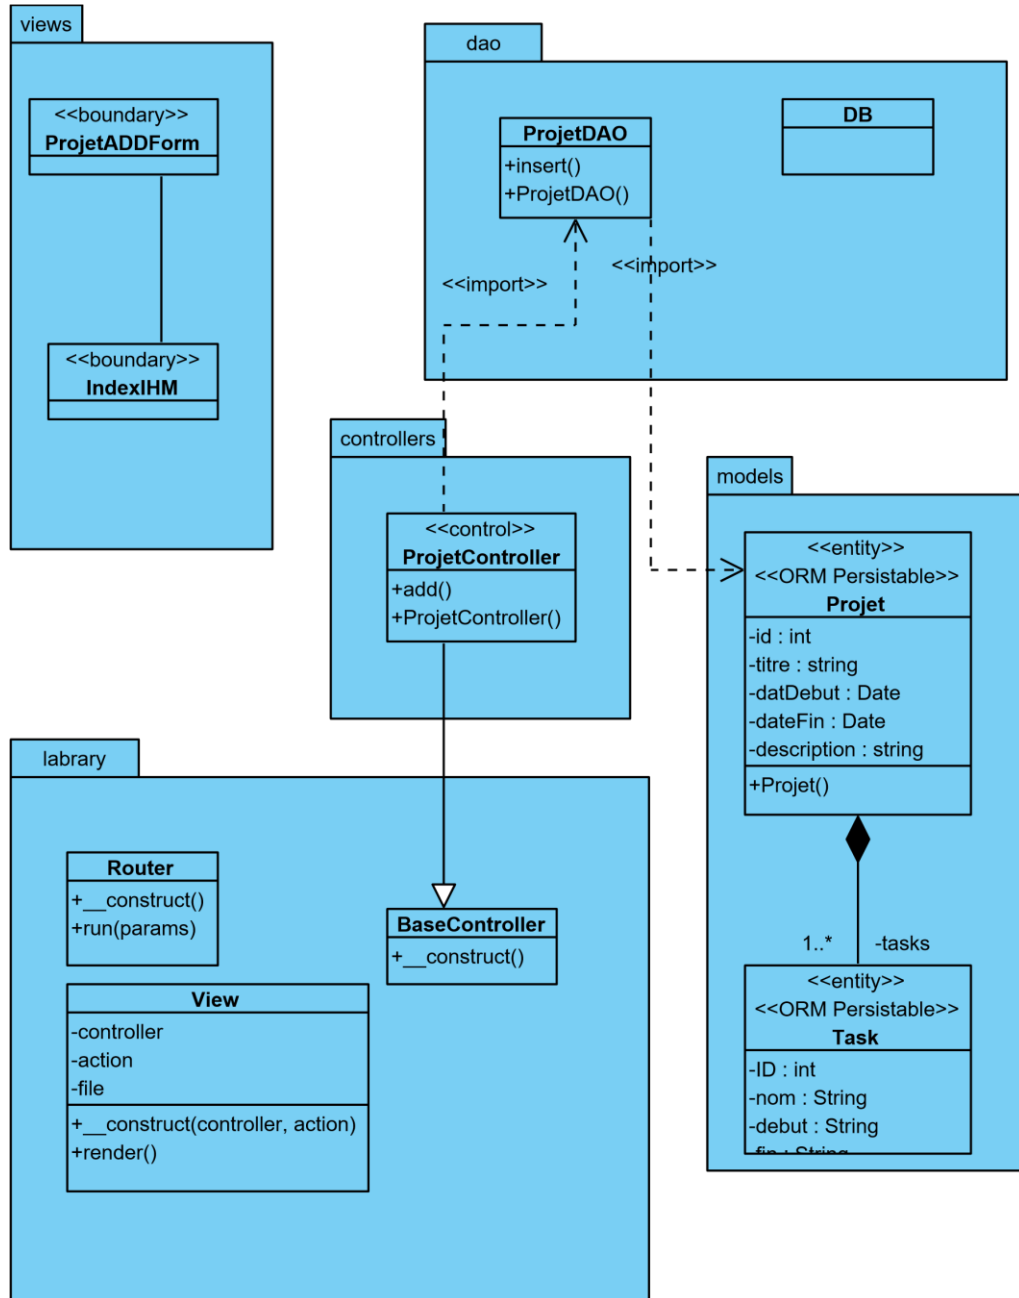 views
<<boundary>>
ProjetADDForm
<<boundary>>
IndexIHM
dao
ProjetDAO
+insert()
+ProjetDAO()
DB
<<import>>
<<import>>
controllers
<<control>>
ProjetController
+add()
+ProjetController()
models
<<entity>>
<<ORM Persistable>>
Projet
-id : int
-titre : string
-datDebut : Date
-dateFin : Date
-description : string
+Projet()
1..*
-tasks
<<entity>>
<<ORM Persistable>>
Task
-ID : int
-nom : String
-debut : String
-fin : String
labrary
Router
+__construct()
+run(params)
BaseController
+__construct()
View
-controller
-action
-file
+__construct(controller, action)
+render()